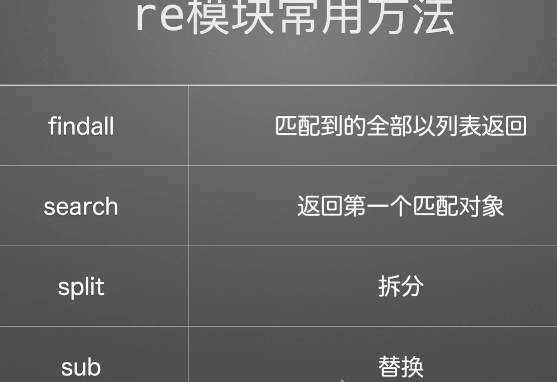 re模块常用方法
findall 匹配到的全部以列表返回
search 返回第一个匹配对象
split 拆分
sub 替换